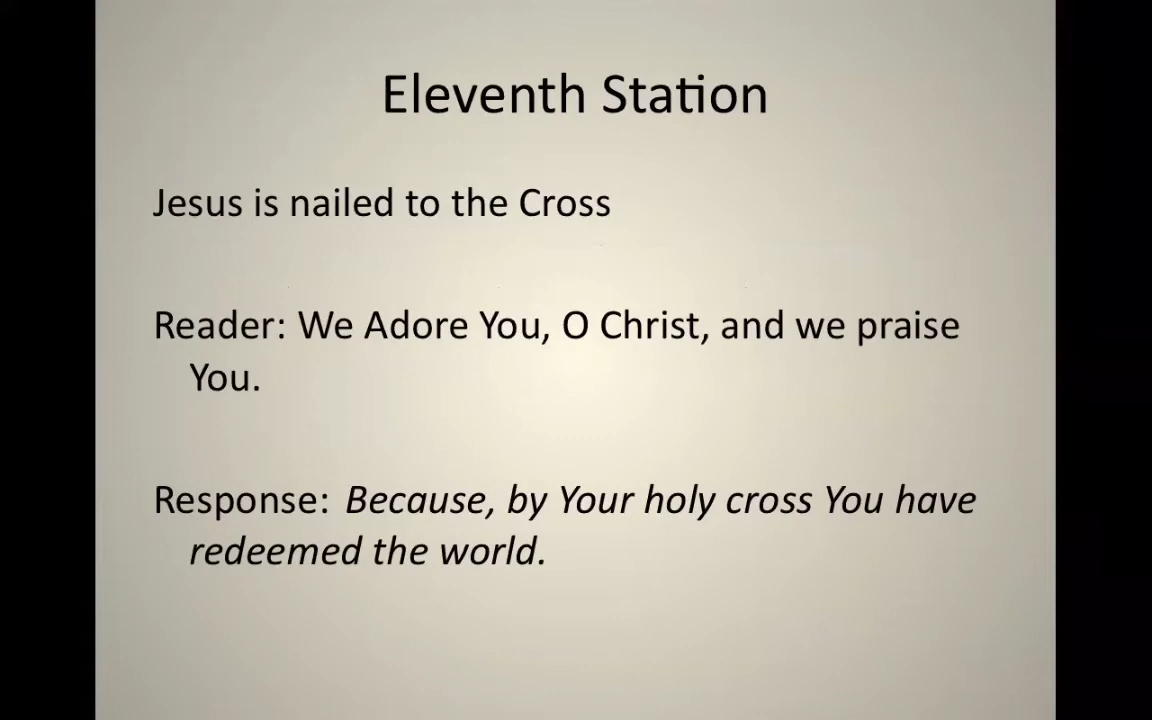 Eleventh Station
Jesus is nailed to the Cross
Reader: We Adore You, O Christ, and we praise
You.
Response: Because, by Your holy cross You have
redeemed the world.